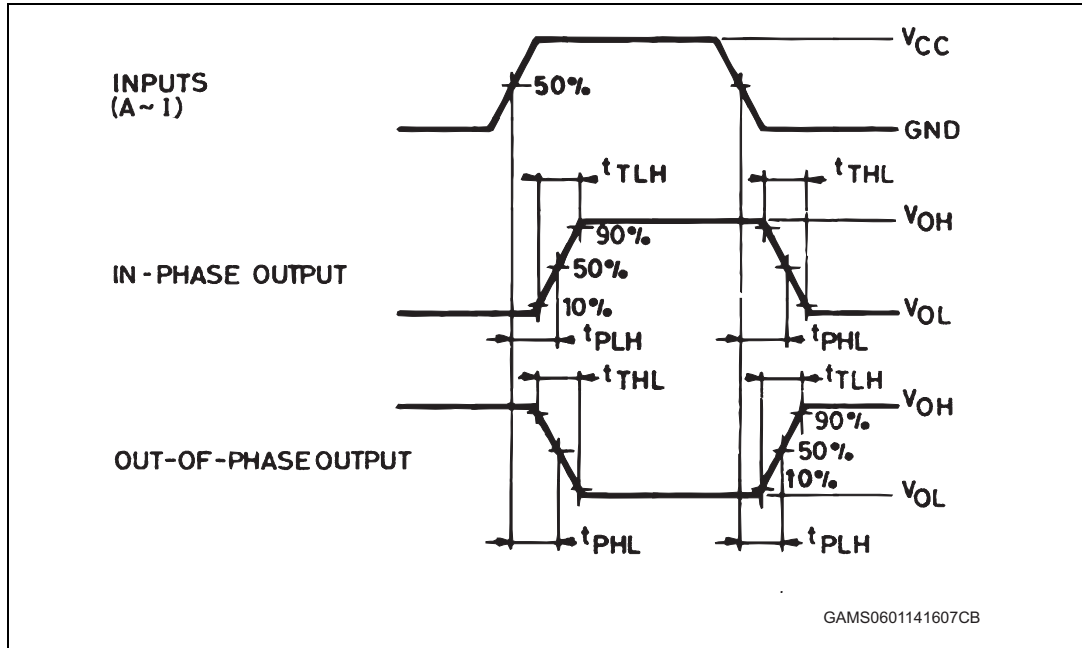 VCC
INPUTS
(A~I)
50%
GND
tTLH
tTHL
VOH
90%
IN-PHASE OUTPUT
50%
10%
VOL
tPLH
tPHL
tTHL
tTLH
VOH
90%
OUT-OF-PHASE OUTPUT
50%
10%
VOL
tPHL
tPLH
GAMS0601141607CB